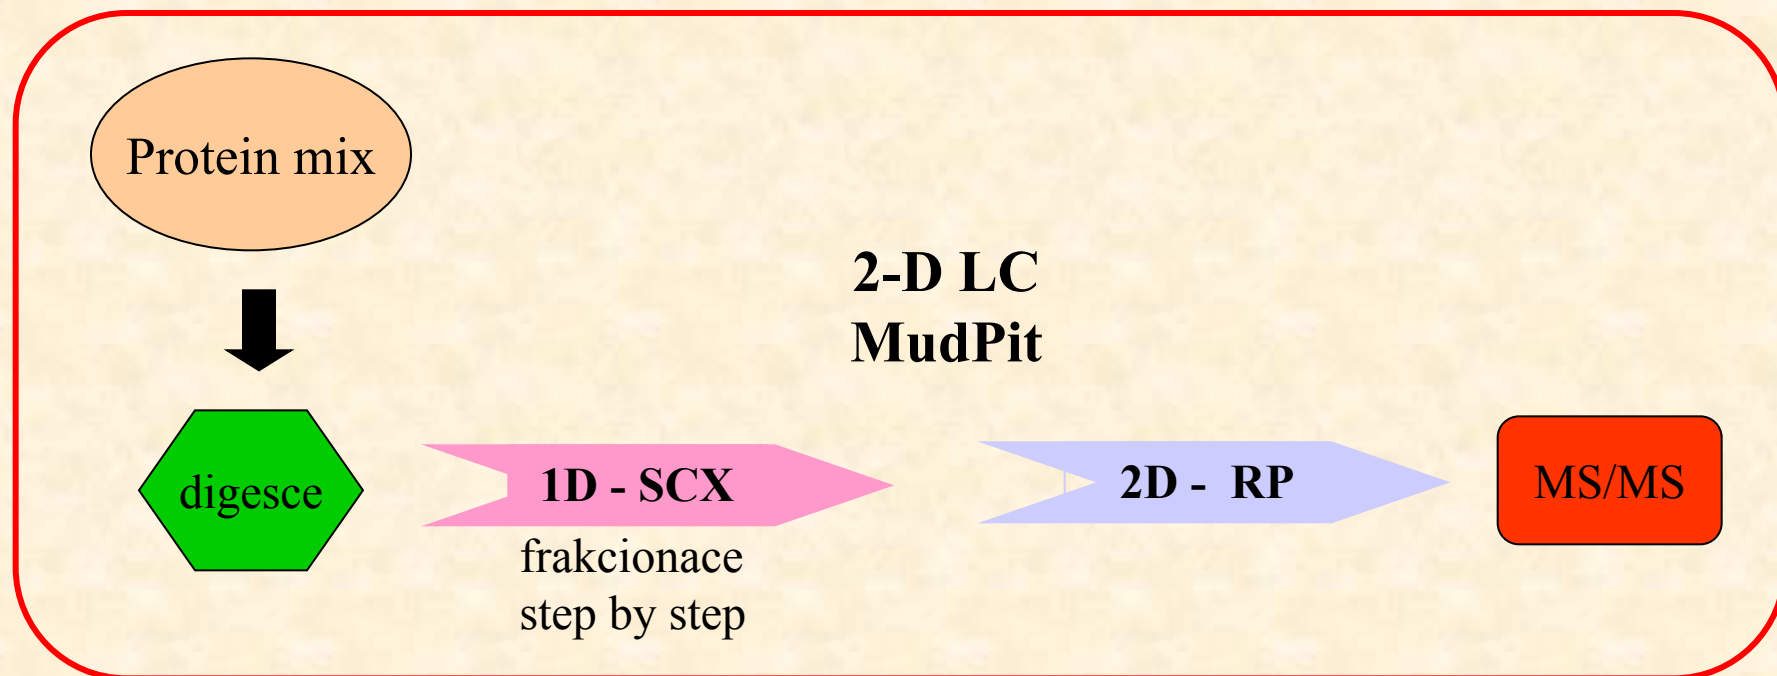 Protein mix
2-D LC
MudPit
digesce
1D - SCX
frakcionace
step by step
2D - RP
MS/MS